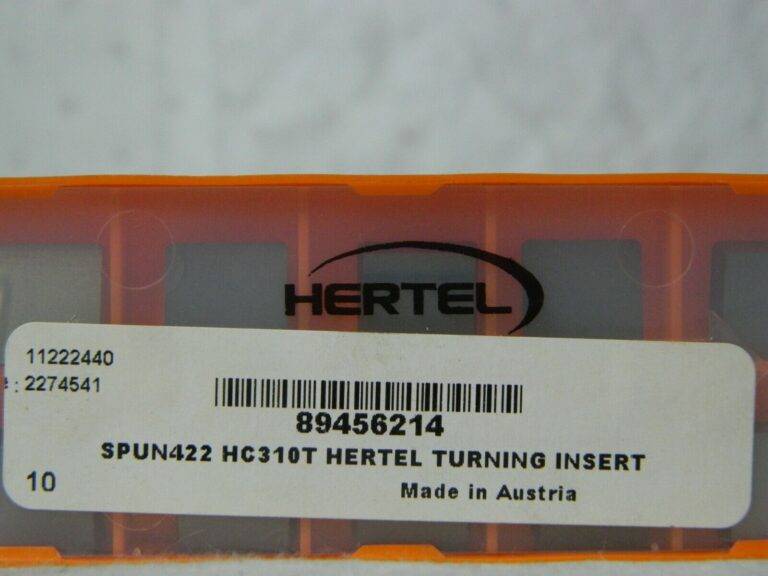 HERTEL
11222440
: 2274541
89456214
SPUN422 HC310T HERTEL TURNING INSERT
10
Made in Austria